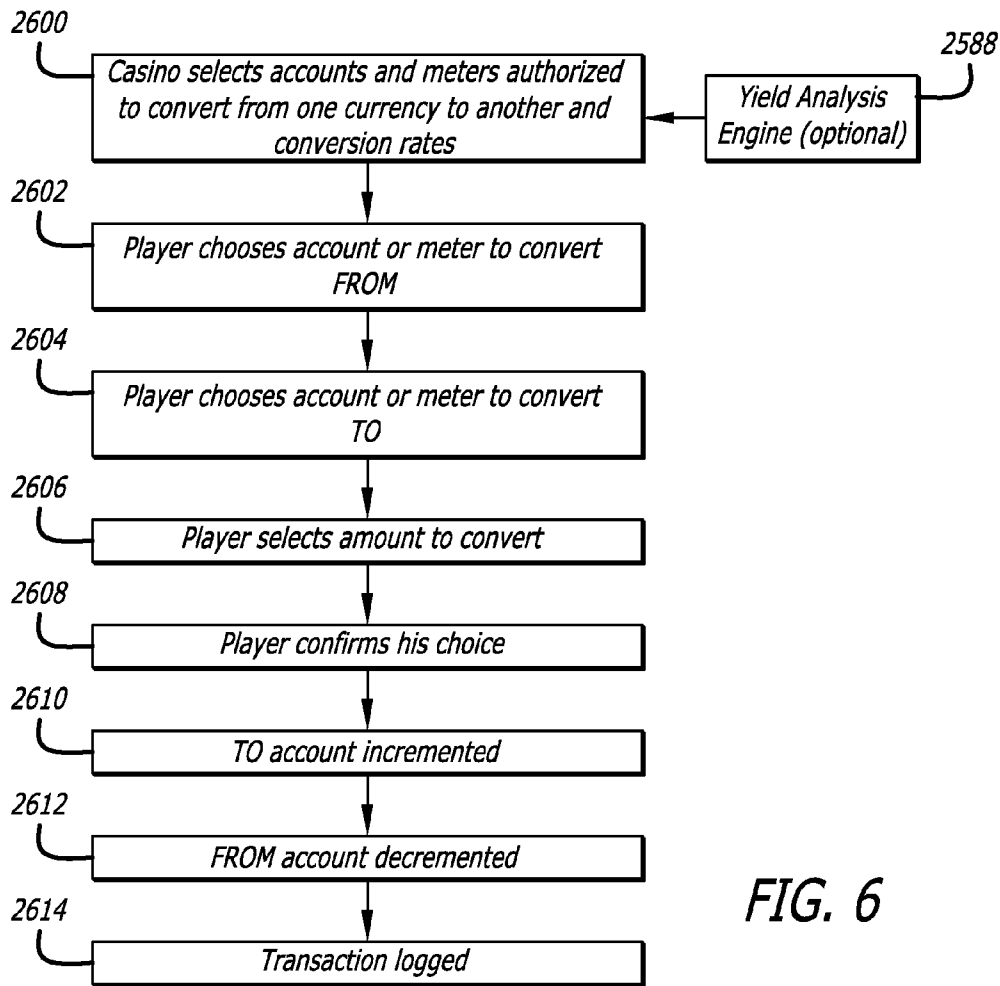 2600
Casino selects accounts and meters authorized
to convert from one currency to another and
conversion rates
2588
Yield Analysis
Engine (optional)
2602
Player chooses account or meter to convert
FROM
2604
Player chooses account or meter to convert
TO
2606
Player selects amount to convert
2608
Player confirms his choice
2610
TO account incremented
2612
FROM account decremented
2614
Transaction logged
FIG. 6